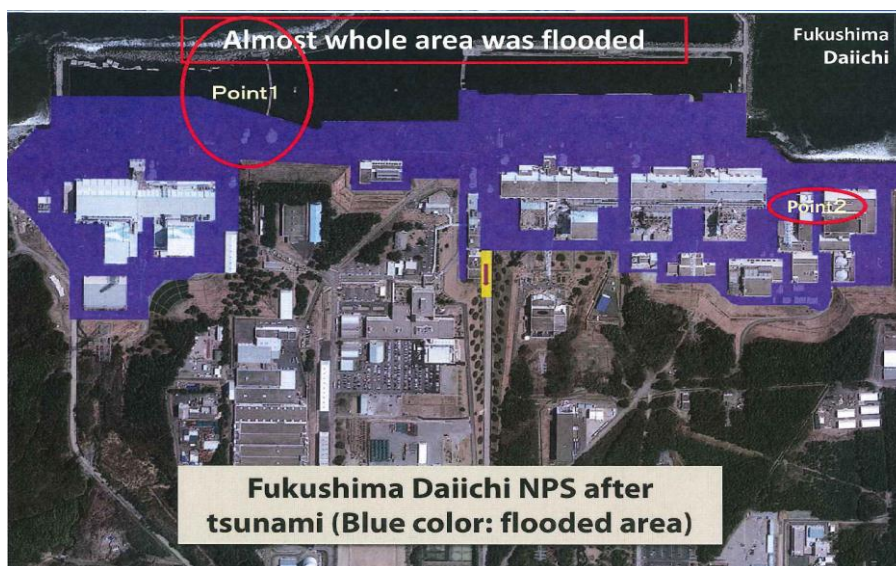 Almost whole area was flooded
Fukushima
Daiichi
Point1
Point2
Fukushima Daiichi NPS after
tsunami (Blue color: flooded area)